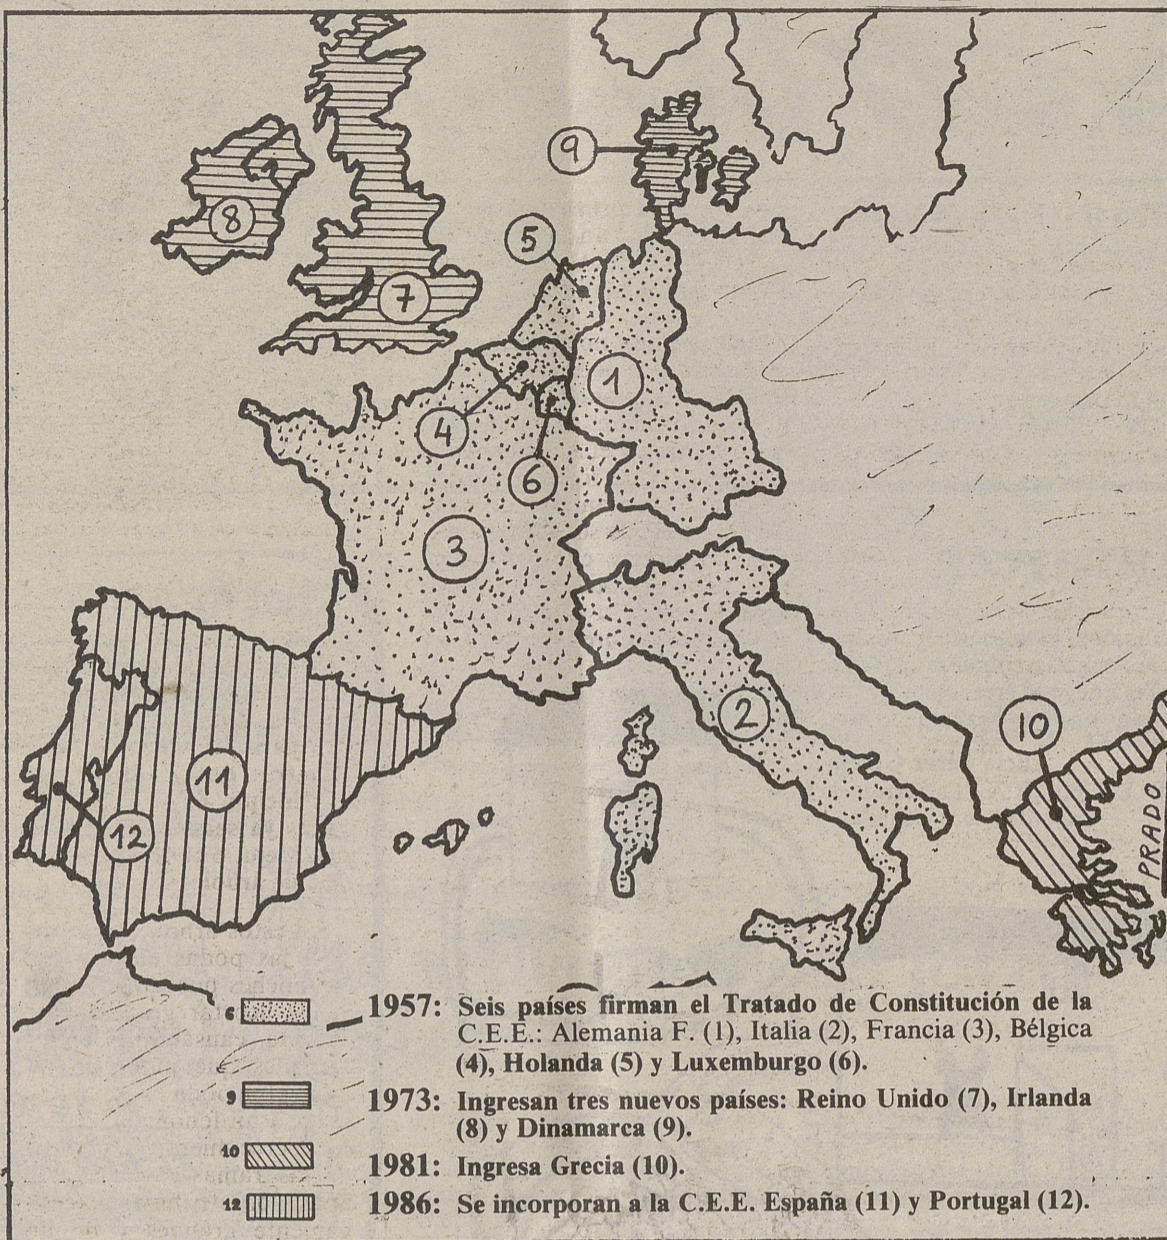 9
8
5
7
1
4
6
3
2
10
11
12
PRADO
6
1957: Seis países firman el Tratado de Constitución de la
C.E.E.: Alemania F. (1), Italia (2), Francia (3), Bélgica
(4), Holanda (5) y Luxemburgo (6).
9
1973: Ingresan tres nuevos países: Reino Unido (7), Irlanda
(8) y Dinamarca (9).
10
1981: Ingresa Grecia (10).
12
1986: Se incorporan a la C.E.E. España (11) y Portugal (12).